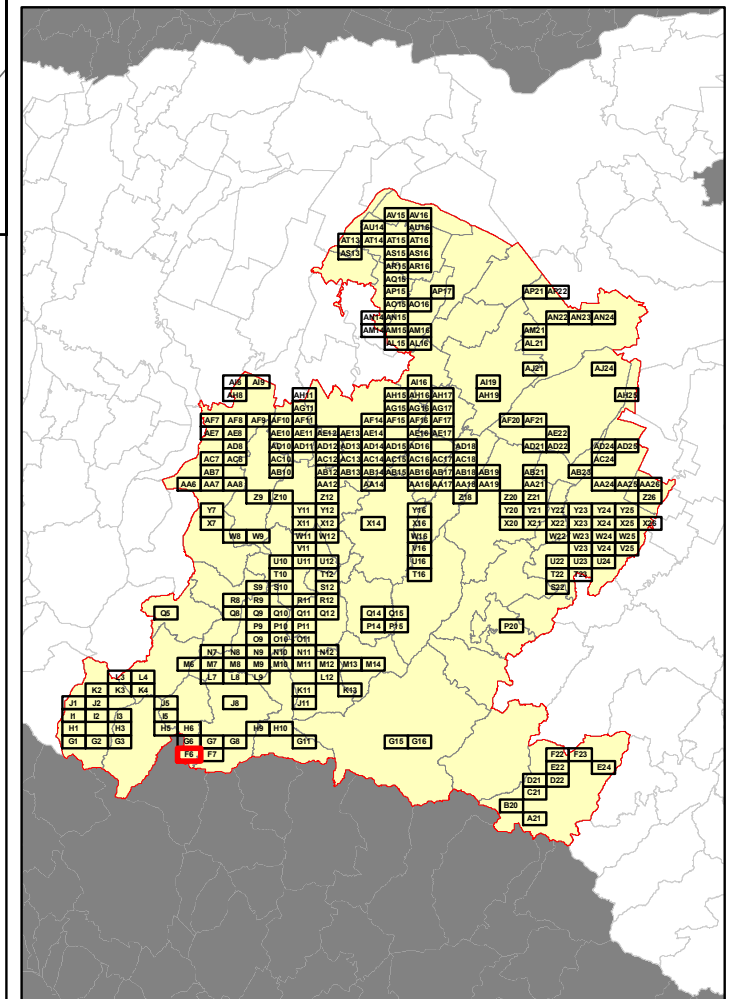 AV15 AV16
AU14 AU16
AT13 AT14 AT15 AT16
AS13 AS15 AS16
AR15 AR16
AQ15
AP15 AP17 AP21 AP22
AO15 AO16
AN14 AN15 AN22 AN23 AN24
AM14 AM15 AM16 AM21
AL15 AL16 AL21
AJ21 AJ24
AI8 AI9 AI16 AI19
AH8 AH11 AH15 AH16 AH17 AH19 AH25
AG11 AG15 AG16 AG17
AF7 AF8 AF9 AF10 AF11 AF14 AF15 AF16 AF17 AF20 AF21
AE7 AE8 AE10 AE11 AE12 AE13 AE14 AE16 AE17 AE22
AD8 AD10 AD11 AD12 AD13 AD14 AD15 AD16 AD18 AD21 AD22 AD24 AD25
AC7 AC8 AC10 AC12 AC13 AC14 AC15 AC16 AC17 AC18 AC24
AB7 AB10 AB12 AB13 AB14 AB15 AB16 AB17 AB18 AB19 AB21 AB23
AA6 AA7 AA8 AA12 AA14 AA16 AA17 AA18 AA19 AA21 AA24 AA25 AA26
Z9 Z10 Z12 Z18 Z20 Z21 Z26
Y7 Y11 Y12 Y16 Y20 Y21 Y22 Y23 Y24 Y25
X7 X11 X12 X14 X16 X20 X21 X22 X23 X24 X25 X26
W8 W9 W11 W12 W16 W22 W23 W24 W25
V11 V16 V23 V24 V25
U10 U11 U12 U16 U22 U23 U24
T10 T12 T16 T22 T23
S9 S10 S12 S22
R8 R9 R11 R12
Q5 Q8 Q9 Q10 Q11 Q12 Q14 Q15
P9 P10 P11 P14 P15 P20
O9 O10 O11
N7 N8 N9 N10 N11 N12
M6 M7 M8 M9 M10 M11 M12 M13 M14
L3 L4 L7 L8 L9 L12
K2 K3 K4 K11 K13
J1 J2 J5 J8 J11
I1 I2 I3 I5
H1 H3 H5 H6 H9 H10
G1 G2 G3 G6 G7 G8 G11 G15 G16
F6 F7 F22 F23
E22 E24
D21 D22
C21
B20
A21